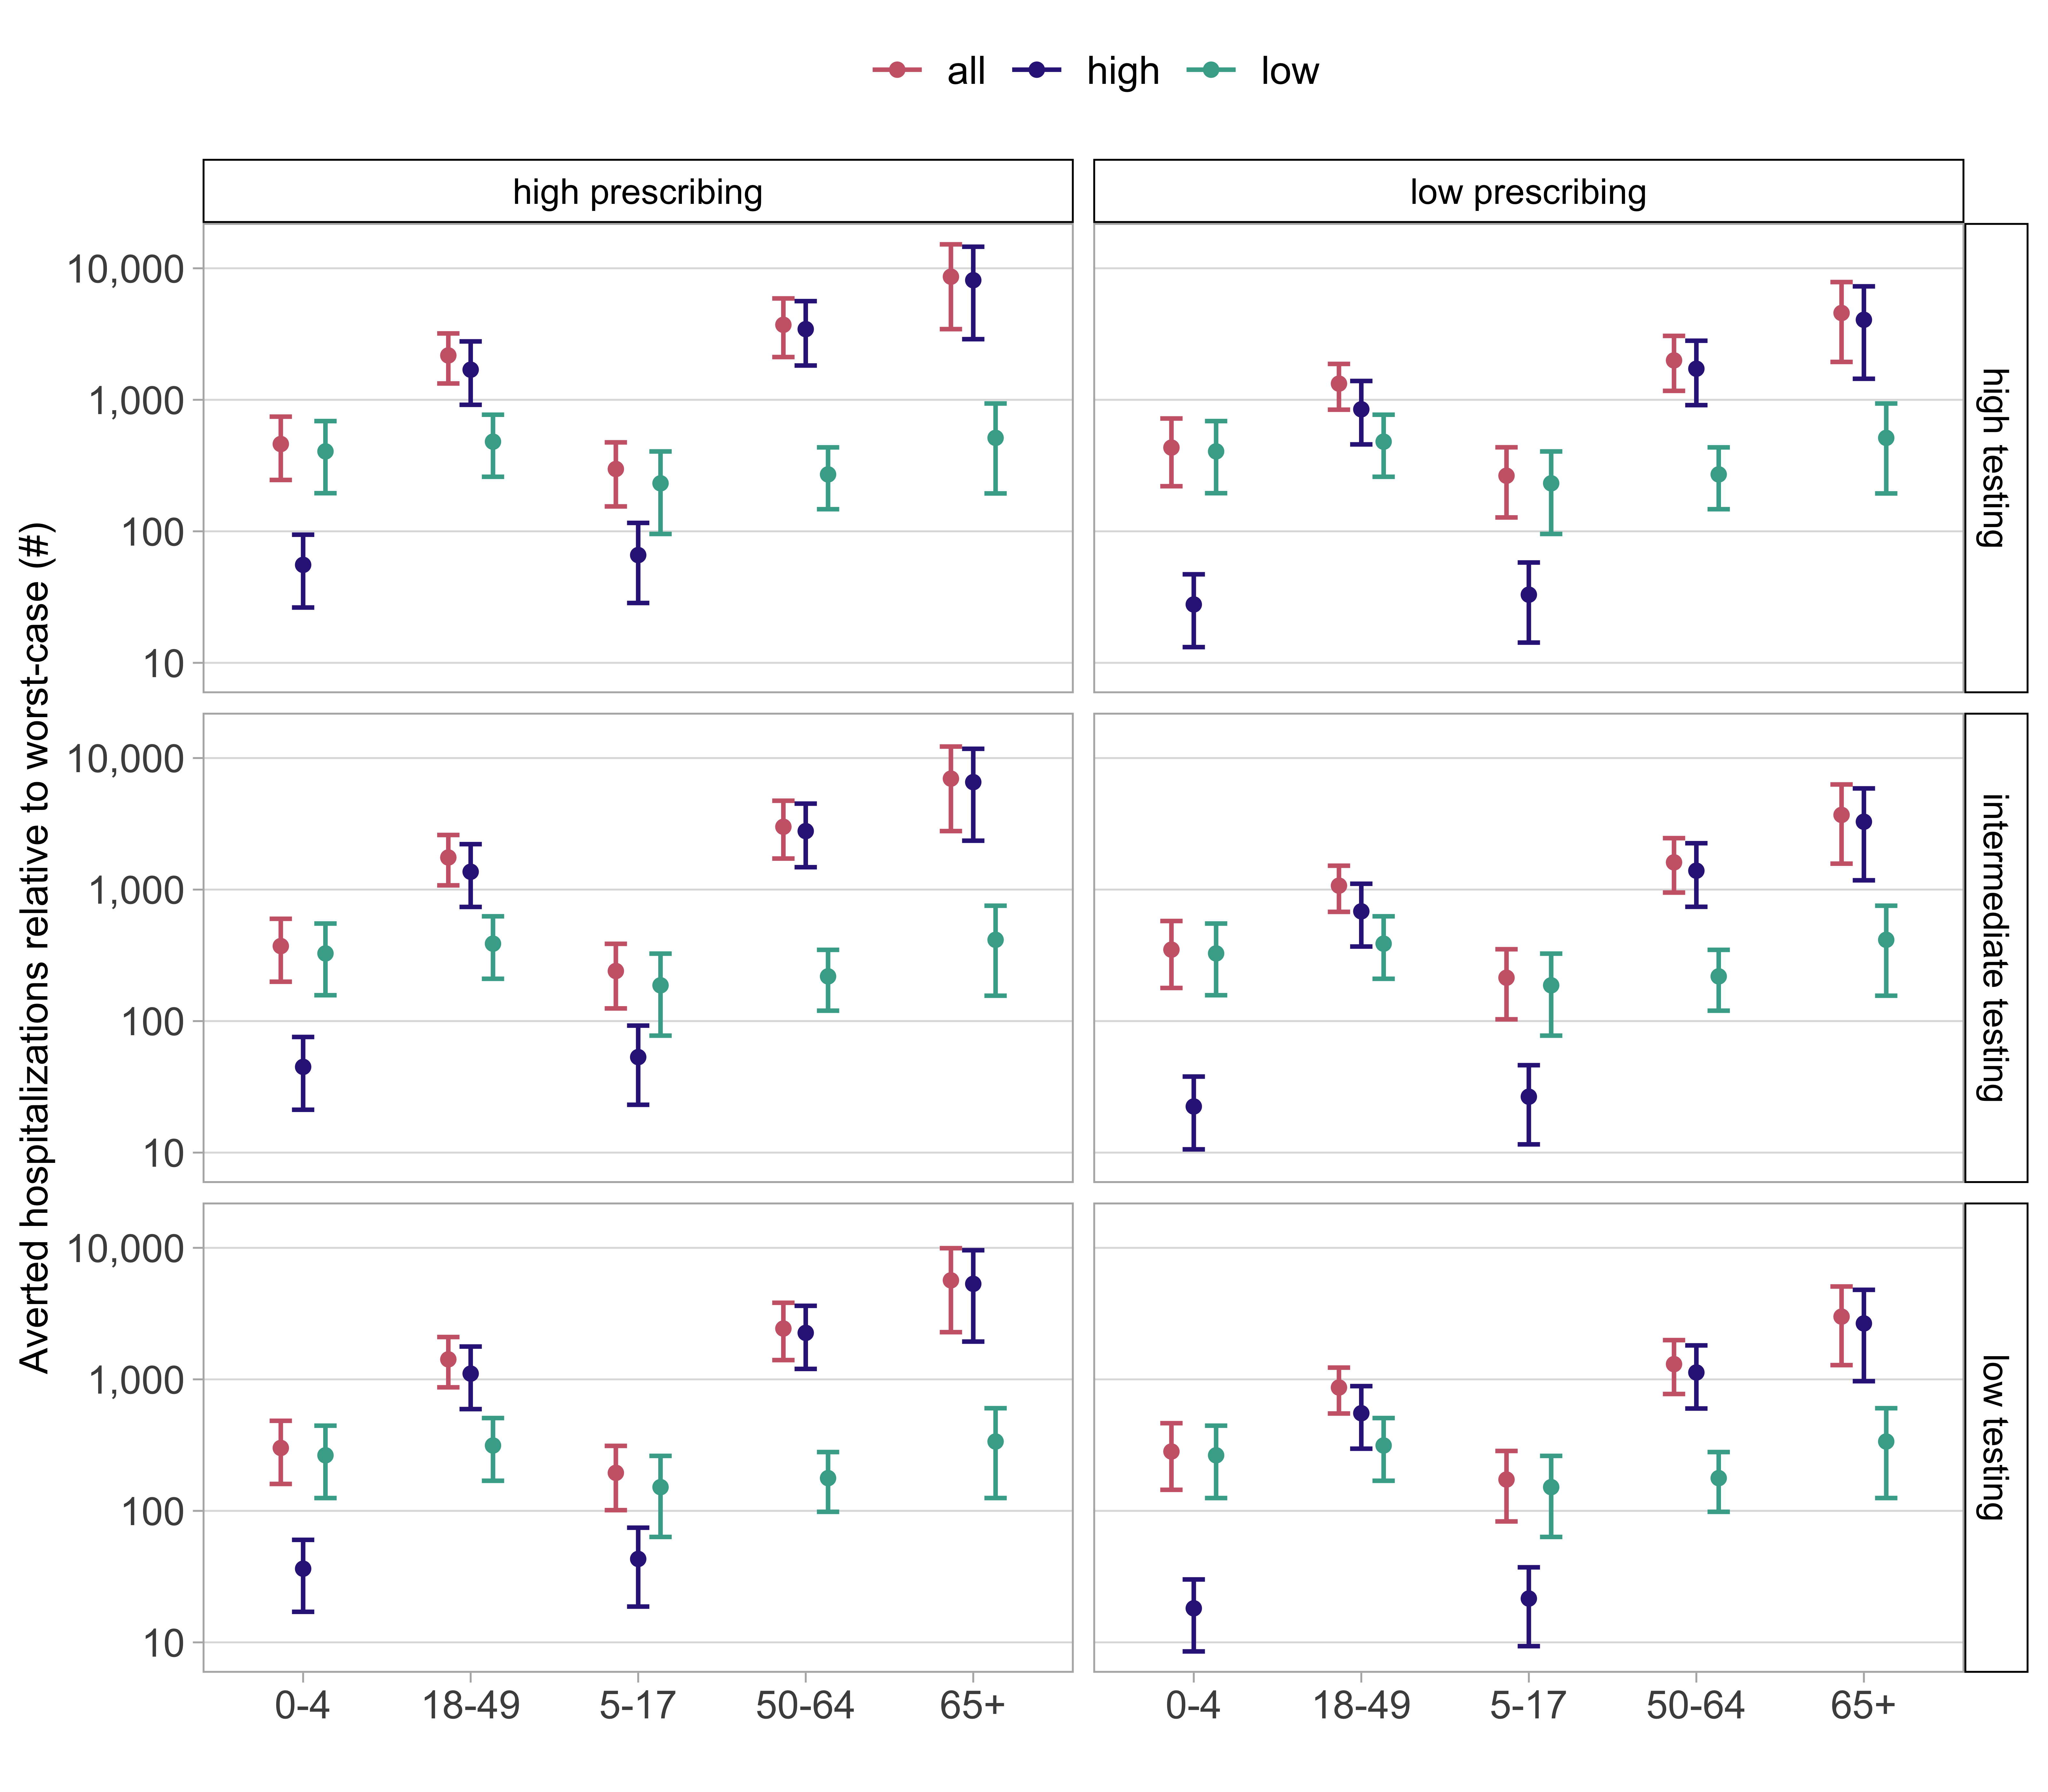 all high low
high prescribing low prescribing
Averted hospitalizations relative to worst-case (#)
10,000
1,000
100
10
high testing
10,000
1,000
100
10
intermediate testing
10,000
1,000
100
10
low testing
0-4 18-49 5-17 50-64 65+ 0-4 18-49 5-17 50-64 65+